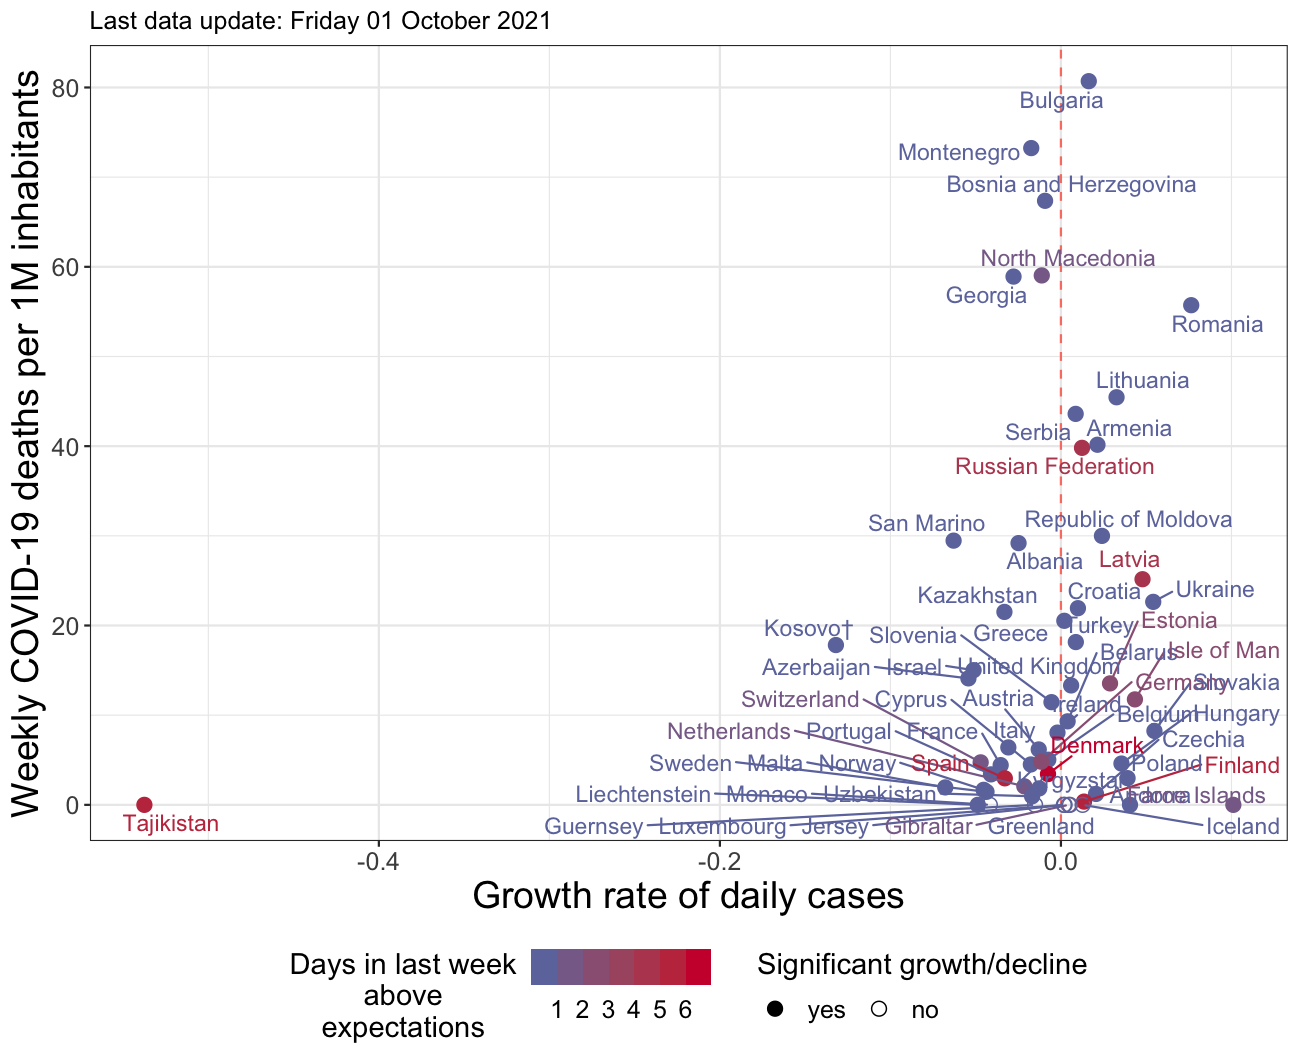 Last data update: Friday 01 October 2021
Weekly COVID-19 deaths per 1M inhabitants
80
60
40
20
0
Bulgaria
Montenegro
Bosnia and Herzegovina
North Macedonia
Georgia
Romania
Lithuania
Serbia
Armenia
Russian Federation
San Marino
Republic of Moldova
Albania
Latvia
Kazakhstan
Croatia
Ukraine
Kosovo†
Slovenia
Greece
Turkey
Estonia
Azerbaijan
Israel
United Kingdom
Belarus
Isle of Man
Switzerland
Cyprus
Austria
Ireland
Germany
Slovakia
Netherlands
Portugal
France
Italy
Belgium
Hungary
Denmark
Czechia
Sweden
Malta
Norway
Spain
Poland
Finland
Liechtenstein
Monaco
Uzbekistan
Andorra
Faroe Islands
Guernsey
Luxembourg
Jersey
Gibraltar
Greenland
Iceland
Tajikistan
-0.4
-0.2
0.0
Growth rate of daily cases
Days in last week
above
expectations
1 2 3 4 5 6
Significant growth/decline
yes
no